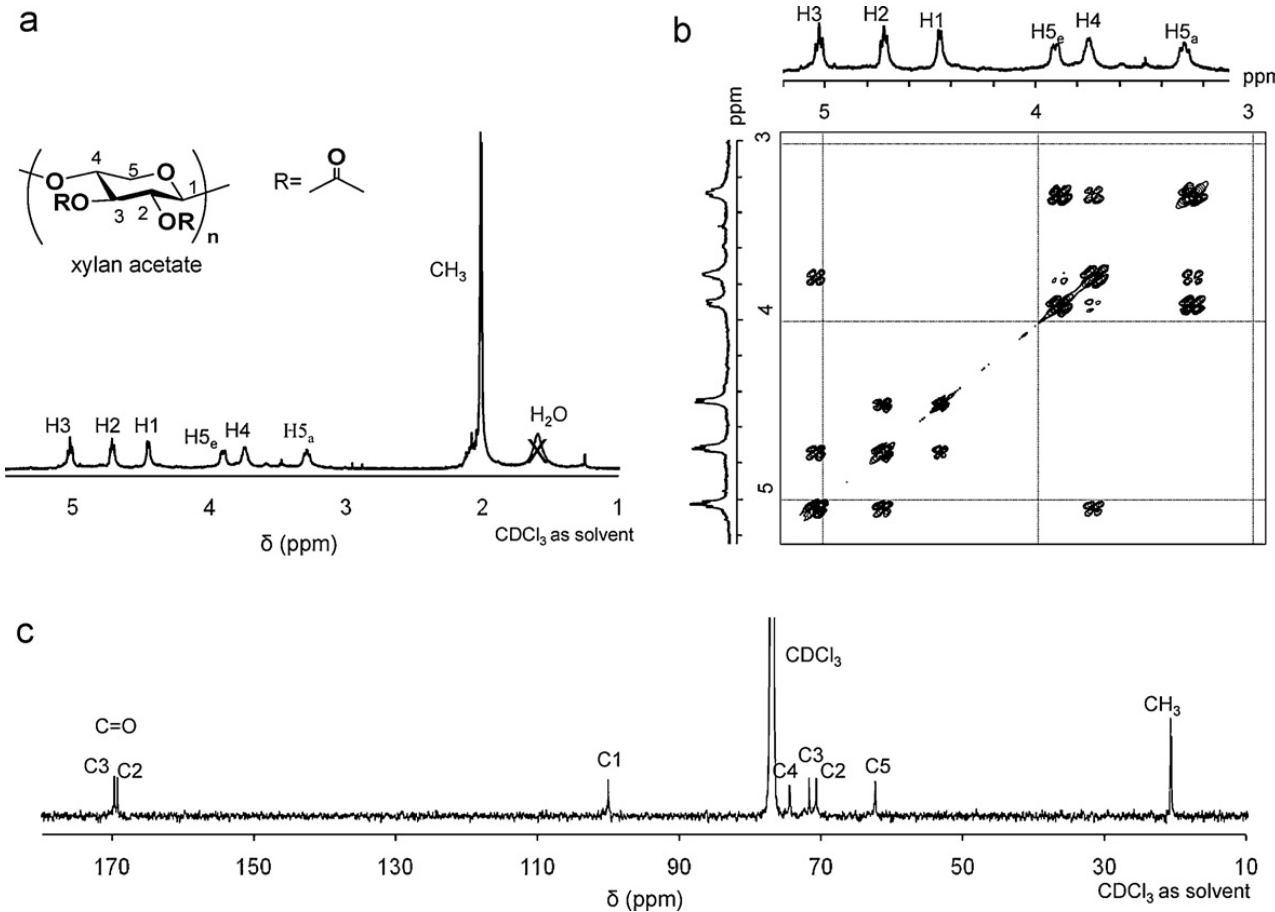 a
H3 H2 H1 H5e H4 H5a
CH3
H2O
4 5 O 1
O
RO 3 2 OR
n
R= O
xylan acetate
5 4 3 2 1
δ (ppm)
CDCl3 as solvent
b
H3 H2 H1 H5e H4 H5a
ppm
5 4 3
ppm
3
4
5
c
C=O
C3 C2
C1
CDCl3
C4 C3 C2 C5
CH3
170 150 130 110 90 70 50 30 10
δ (ppm)
CDCl3 as solvent